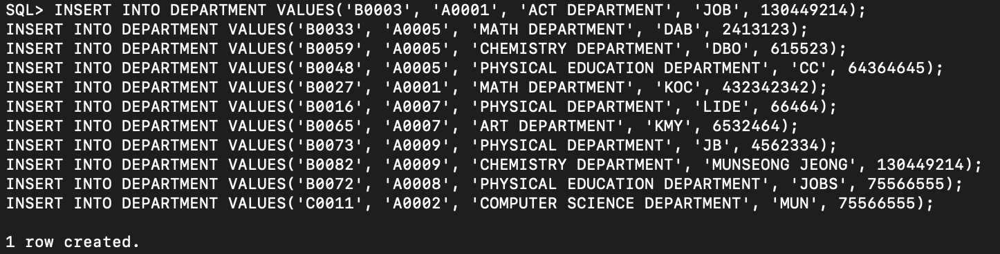 SQL> INSERT INTO DEPARTMENT VALUES('B0003', 'A0001', 'ACT DEPARTMENT', 'JOB', 130449214);
INSERT INTO DEPARTMENT VALUES('B0033', 'A0005', 'MATH DEPARTMENT', 'DAB', 2413123);
INSERT INTO DEPARTMENT VALUES('B0059', 'A0005', 'CHEMISTRY DEPARTMENT', 'DBO', 615523);
INSERT INTO DEPARTMENT VALUES('B0048', 'A0005', 'PHYSICAL EDUCATION DEPARTMENT', 'CC', 64364645);
INSERT INTO DEPARTMENT VALUES('B0027', 'A0001', 'MATH DEPARTMENT', 'KOC', 432342342);
INSERT INTO DEPARTMENT VALUES('B0016', 'A0007', 'PHYSICAL DEPARTMENT', 'LIDE', 66464);
INSERT INTO DEPARTMENT VALUES('B0065', 'A0007', 'ART DEPARTMENT', 'KMY', 6532464);
INSERT INTO DEPARTMENT VALUES('B0073', 'A0009', 'PHYSICAL DEPARTMENT', 'JB', 4562334);
INSERT INTO DEPARTMENT VALUES('B0082', 'A0009', 'CHEMISTRY DEPARTMENT', 'MUNSEONG JEONG', 130449214);
INSERT INTO DEPARTMENT VALUES('B0072', 'A0008', 'PHYSICAL EDUCATION DEPARTMENT', 'JOBS', 75566555);
INSERT INTO DEPARTMENT VALUES('C0011', 'A0002', 'COMPUTER SCIENCE DEPARTMENT', 'MUN', 75566555);
1 row created.